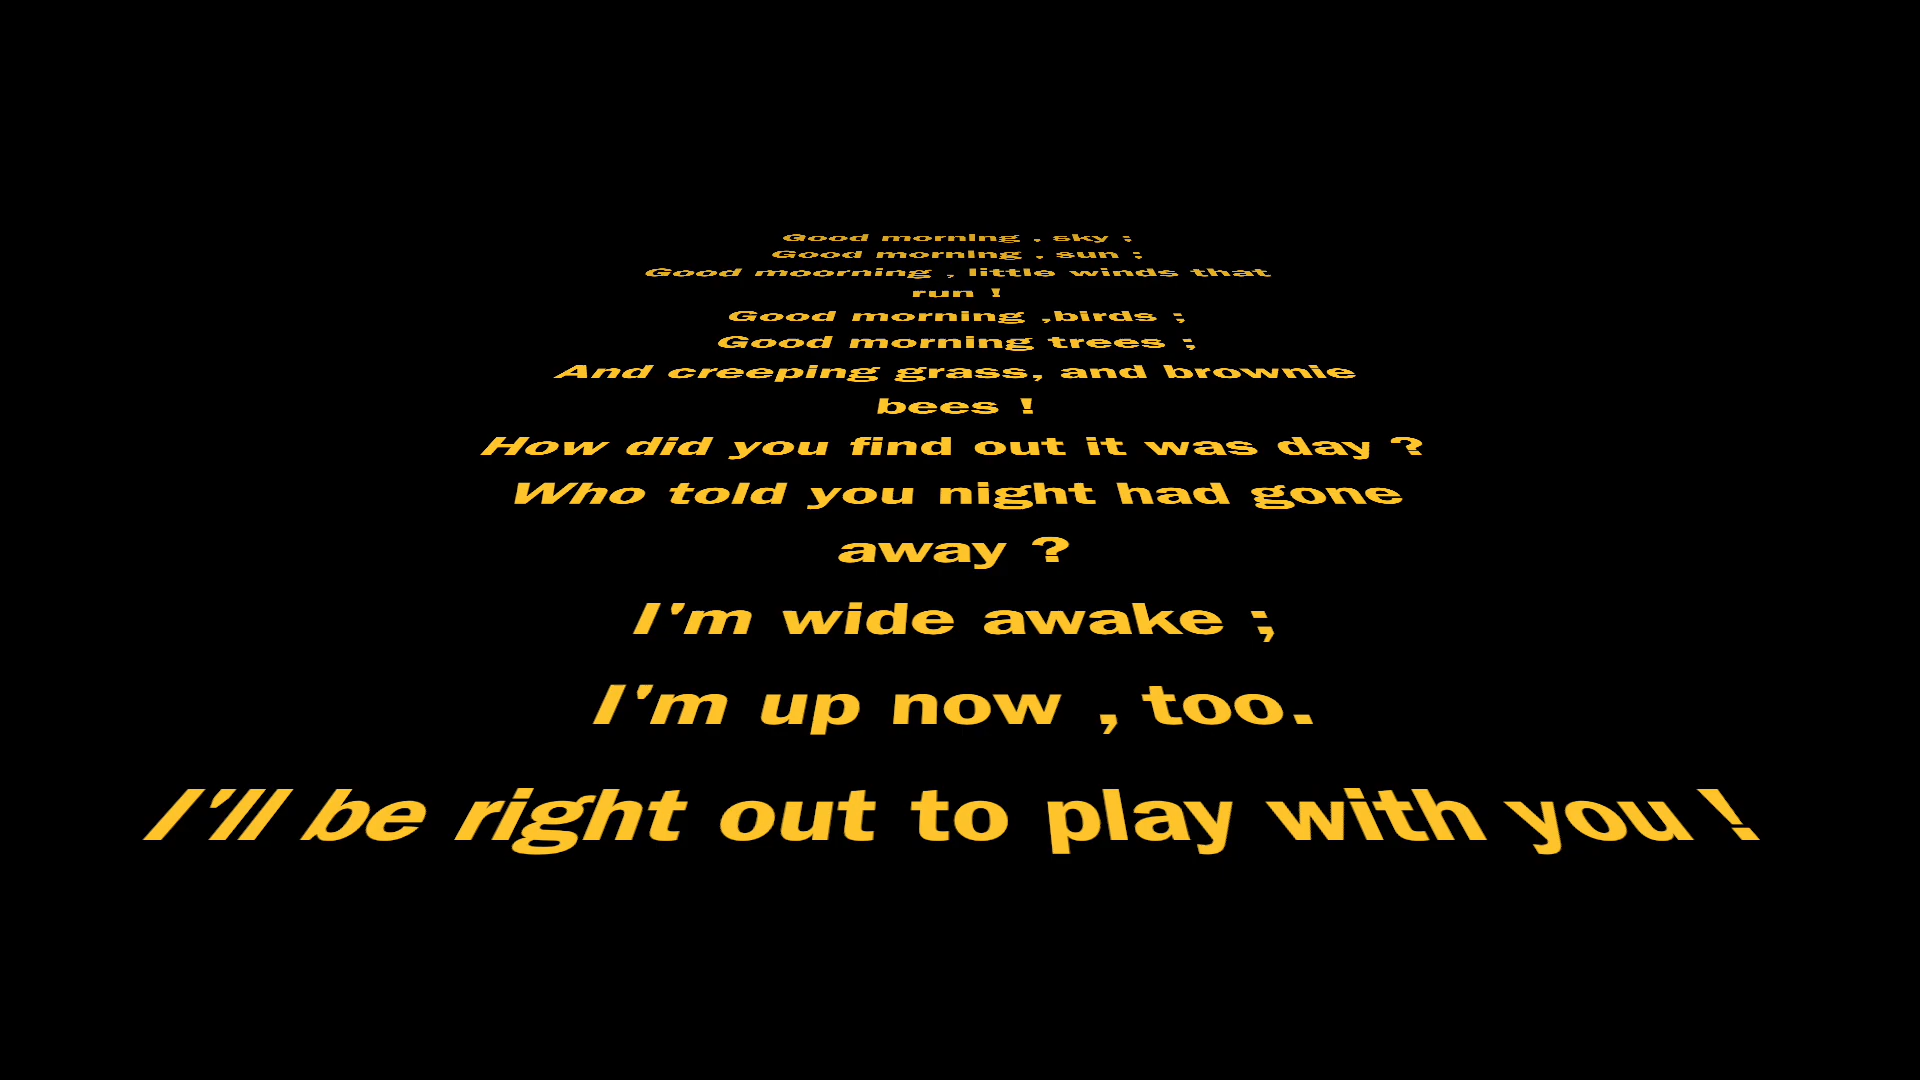 Good morning , sky ;
Good morning , sun ;
Good moorning , little winds that
run !
Good morning ,birds ;
Good morning trees ;
And creeping grass, and brownie
bees !
How did you find out it was day ?
Who told you night had gone
away ?
I'm wide awake ;
I'm up now , too.
I'll be right out to play with you !